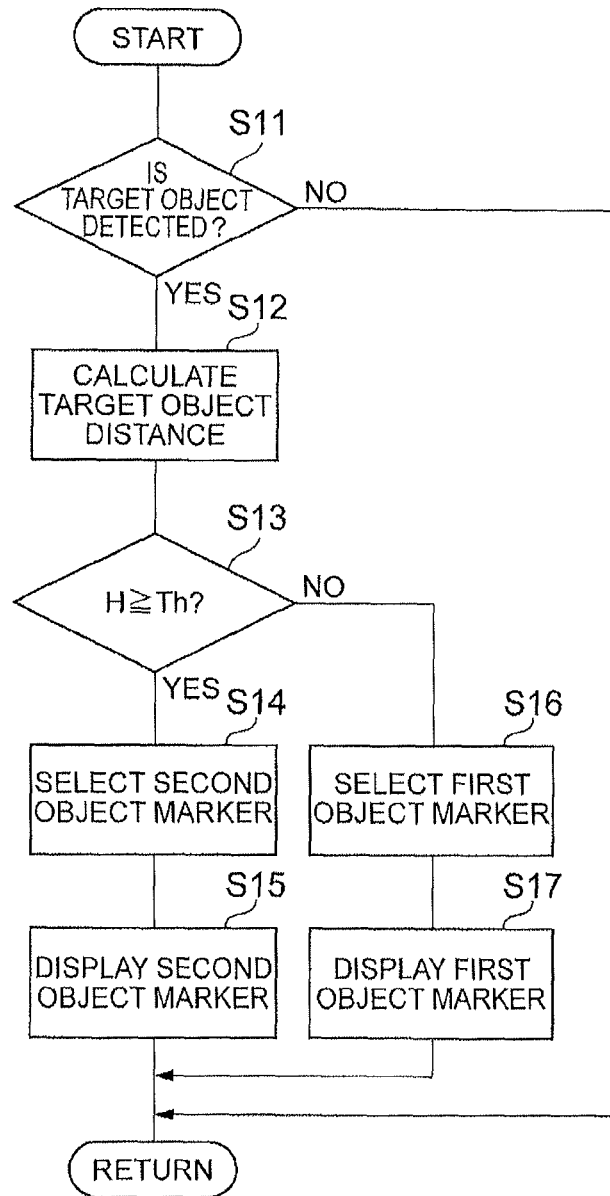 START
S11
IS
TARGET OBJECT
DETECTED?
NO
YES
S12
CALCULATE
TARGET OBJECT
DISTANCE
S13
H≧Th?
NO
YES
S14
SELECT SECOND
OBJECT MARKER
S16
SELECT FIRST
OBJECT MARKER
S15
DISPLAY SECOND
OBJECT MARKER
S17
DISPLAY FIRST
OBJECT MARKER
RETURN